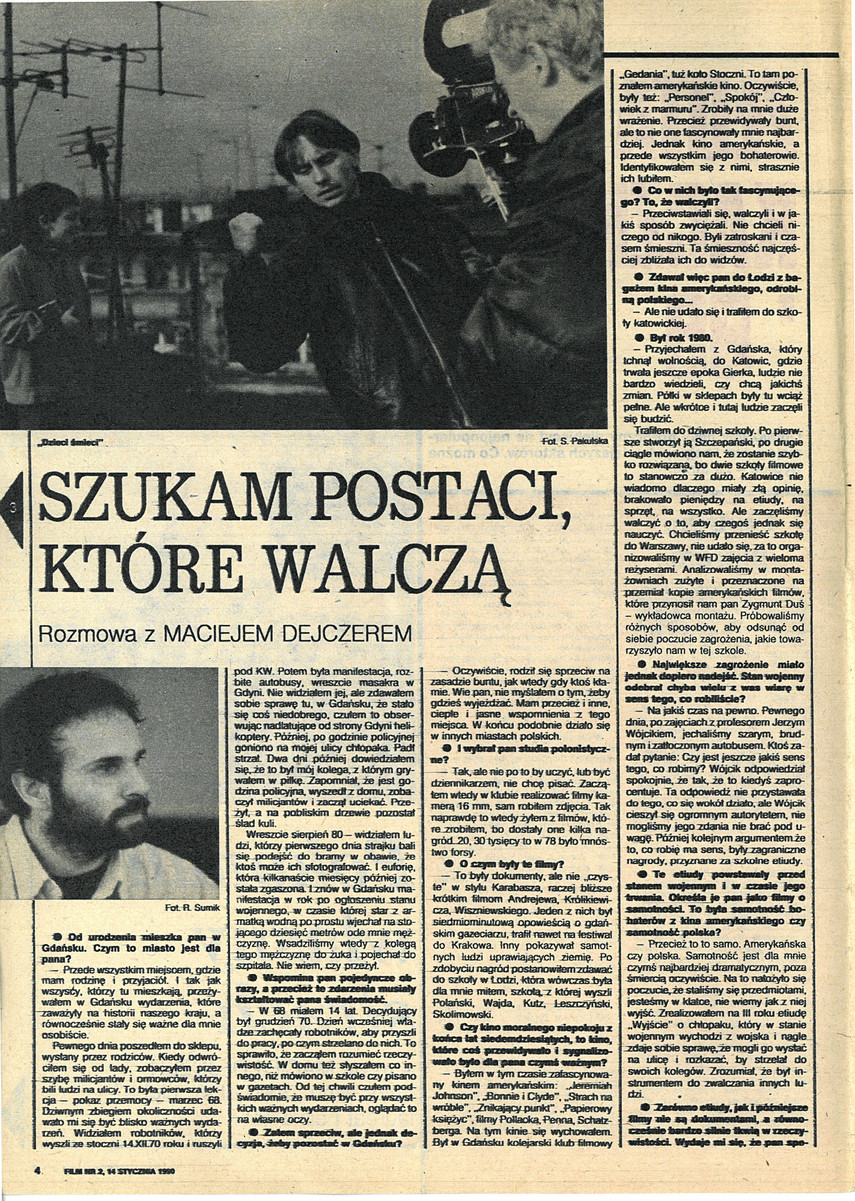 „Dzieci śmieci"
Fot. S. Pakulska
3
SZUKAM POSTACI,
KTÓRE WALCZĄ
Rozmowa z MACIEJEM DEJCZEREM
Fot. R. Sumik
● Od urodzenia mieszka pan w
Gdańsku. Czym to miasto jest dla
pana?
— Przede wszystkim miejscem, gdzie
mam rodzinę i przyjaciół. I tak jak
wszyscy, którzy tu mieszkają, przeży-
wałem w Gdańsku wydarzenia, które
zaważyły na historii naszego kraju, a
równocześnie stały się ważne dla mnie
osobiście.
Pewnego dnia poszedłem do sklepu,
wysłany przez rodziców. Kiedy odwró-
ciłem się od lady, zobaczyłem przez
szybę milicjantów i ormowców, którzy
bili ludzi na ulicy. To była pierwsza lek-
cja — pokaz przemocy — marzec 68.
Dziwnym zbiegiem okoliczności uda-
wało mi się być blisko ważnych wyda-
rzeń. Widziałem robotników, którzy
wyszli ze stoczni 14.XII.70 roku i ruszyli
pod KW. Potem była manifestacja, roz-
bite autobusy, wreszcie masakra w
Gdyni. Nie widziałem jej, ale zdawałem
sobie sprawę tu, w Gdańsku, że stało
się coś niedobrego, czułem to obser-
wując nadlatujące od strony Gdyni heli-
koptery. Później, po godzinie policyjnej
goniono na mojej ulicy chłopaka. Padł
strzał. Dwa dni później dowiedziałem
się, że to był mój kolega, z którym gry-
wałem w piłkę. Zapomniał, że jest go-
dzina policyjna, wyszedł z domu, zoba-
czył milicjantów i zaczął uciekać. Prze-
żył, a na pobliskim drzewie pozostał
ślad kuli.
Wreszcie sierpień 80 — widziałem lu-
dzi, którzy pierwszego dnia strajku bali
się podejść do bramy w obawie, że
ktoś może ich sfotografować. I euforię,
która kilkanaście miesięcy później zo-
stała zgaszona. I znów w Gdańsku ma-
nifestacja w rok po ogłoszeniu stanu
wojennego, w czasie której star z ar-
matką wodną po prostu wjechał na sto-
jącego dziesięć metrów ode mnie męż-
czyznę. Wsadziliśmy wtedy z kolegą
tego mężczyznę do żuka i pojechał do
szpitala. Nie wiem, czy przeżył.
● Wspomina pan pojedyncze ob-
razy, a przecież te zdarzenia musiały
kształtować pana świadomość.
— W 68 miałem 14 lat. Decydujący
był grudzień 70. Dzień wcześniej wła-
dze zachęcały robotników, aby przyszli
do pracy, po czym strzelano do nich. To
sprawiło, że zacząłem rozumieć rzeczy-
wistość. W domu też słyszałem co in-
nego, niż mówiono w szkole czy pisano
w gazetach. Od tej chwili czułem pod-
świadomie, że muszę być przy wszyst-
kich ważnych wydarzeniach, oglądać to
na własne oczy.
● Zatem sprzeciw, ale jednak de-
cyzja, żeby pozostać w Gdańsku?
— Oczywiście, rodził się sprzeciw na
zasadzie buntu, jak wtedy gdy ktoś kła-
mie. Wie pan, nie myślałem o tym, żeby
gdzieś wyjeżdżać. Mam przecież i inne,
ciepłe i jasne wspomnienia z tego
miejsca. W końcu podobnie działo się
w innych miastach polskich.
● I wybrał pan studia polonistycz-
ne?
— Tak, ale nie po to by uczyć, lub być
dziennikarzem, nie chcę pisać. Zaczą-
łem wtedy w klubie realizować filmy ka-
merą 16 mm, sam robiłem zdjęcia. Tak
naprawdę to wtedy żyłem z filmów, któ-
re zrobiłem, bo dostały one kilka na-
gród. 20, 30 tysięcy to w 78 było mnós-
two forsy.
● O czym były te filmy?
— To były dokumenty, ale nie „czys-
te" w stylu Karabasza, raczej bliższe
krótkim filmom Andrejewa, Królikiewi-
cza, Wiszniewskiego. Jeden z nich był
siedmiominutową opowieścią o gdań-
skim gazeciarzu, trafił nawet na festiwal
do Krakowa. Inny pokazywał samot-
nych ludzi uprawiających ziemię. Po
zdobyciu nagród postanowiłem zdawać
do szkoły w Łodzi, która wówczas była
dla mnie miłem, szkołą, z której wyszli
Polański, Wajda, Kutz, Leszczyński,
Skolimowski.
● Czy kino moralnego niepokoju z
końca lat siedemdziesiątych, to kino,
które coś przewidywało i sygnalizo-
wało było dla pana czymś ważnym?
— Byłem w tym czasie zafascynowa-
ny kinem amerykańskim: „Jeremiah
Johnson", „Bonnie i Clyde", „Strach na
wróble", „Znikający punkt", „Papierowy
księżyc", filmy Pollacka, Penna, Schatz-
berga. Na tym kinie się wychowałem.
Był w Gdańsku kolejarski klub filmowy
„Gedania", tuż koło Stoczni. To tam po-
znałem amerykańskie kino. Oczywiście,
były też: „Personel", „Spokój", „Czło-
wiek z marmuru". Zrobiły na mnie duże
wrażenie. Przecież przewidywały bunt,
ale to nie one fascynowały mnie najbar-
dziej. Jednak kino amerykańskie, a
przede wszystkim jego bohaterowie.
Identyfikowałem się z nimi, strasznie
ich lubiłem.
● Co w nich było tak fascynujące-
go? To, że walczyli?
— Przeciwstawiali się, walczyli i w ja-
kiś sposób zwyciężali. Nie chcieli ni-
czego od nikogo. Byli zatroskani i cza-
sem śmieszni. Ta śmieszność najczęś-
ciej zbliżała ich do widzów.
● Zdawał więc pan do Łodzi z ba-
gażem kina amerykańskiego, odrobi-
ną polskiego...
— Ale nie udało się i trafiłem do szko-
ły katowickiej.
● Był rok 1980.
— Przyjechałem z Gdańska, który
tchnął wolnością, do Katowic, gdzie
trwała jeszcze epoka Gierka, ludzie nie
bardzo wiedzieli, czy chcą jakichś
zmian. Półki w sklepach były tu wciąż
pełne. Ale wkrótce i tutaj ludzie zaczęli
się budzić.
Trafiłem do dziwnej szkoły. Po pierw-
sze stworzył ją Szczepański, po drugie
ciągle mówiono nam, że zostanie szyb-
ko rozwiązana, bo dwie szkoły filmowe
to stanowczo za dużo. Katowice nie
wiadomo dlaczego miały złą opinię,
brakowało pieniędzy na etiudy, na
sprzęt, na wszystko. Ale zaczęliśmy
walczyć o to, aby czegoś jednak się
nauczyć. Chcieliśmy przenieść szkołę
do Warszawy, nie udało się, za to or-
ganizowaliśmy w WFD zajęcia z wieloma
reżyserami. Analizowaliśmy w monta-
żowniach zużyte i przeznaczone na
przemiał kopie amerykańskich filmów,
które przynosił nam pan Zygmunt Duś
– wykładowca montażu. Próbowaliśmy
różnych sposobów, aby odsunąć od
siebie poczucie zagrożenia, jakie towa-
rzyszyło nam w tej szkole.
● Największe zagrożenie miało
jednak dopiero nadejść. Stan wojenny
odebrał chyba wielu z was wiarę w
sens tego, co robiliście?
— Na jakiś czas na pewno. Pewnego
dnia, po zajęciach z profesorem Jerzym
Wójcikiem, jechaliśmy szarym, brud-
nym i zatłoczonym autobusem. Ktoś za-
dał pytanie: Czy jest jeszcze jakiś sens
tego, co robimy? Wójcik odpowiedział
spokojnie, że tak, że to kiedyś zapro-
centuje. Ta odpowiedź nie przystawała
do tego, co się wokół działo, ale Wójcik
cieszył się ogromnym autorytetem, nie
mogliśmy jego zdania nie brać pod u-
wagę. Później kolejnym argumentem że
to, co robię ma sens, były zagraniczne
nagrody, przyznane za szkolne etiudy.
● Te etiudy powstawały przed
stanem wojennym i w czasie jego
trwania. Określa je pan jako filmy o
samotności. To była samotność bo-
haterów z kina amerykańskiego czy
samotność polska?
— Przecież to to samo. Amerykańska
czy polska. Samotność jest dla mnie
czymś najbardziej dramatycznym, poza
śmiercią oczywiście. Na to nałożyło się
poczucie, że staliśmy się przedmiotami,
jesteśmy w klatce, nie wiemy jak z niej
wyjść. Zrealizowałem na III roku etiudę
„Wyjście" o chłopaku, który w stanie
wojennym wychodzi z wojska i nagle
zdaje sobie sprawę, że mogli go wysłać
na ulicę i rozkazać, by strzelał do
swoich kolegów. Zrozumiał, że był in-
strumentem do zwalczania innych lu-
dzi.
● Zarówno etiudy, jak i późniejsze
filmy nie są dokumentami, a równo-
cześnie bardzo silnie tkwią w rzeczy-
wistości. Wydaje mi się, że pan spo-
4 FILM NR 2, 14 STYCZNIA 1990